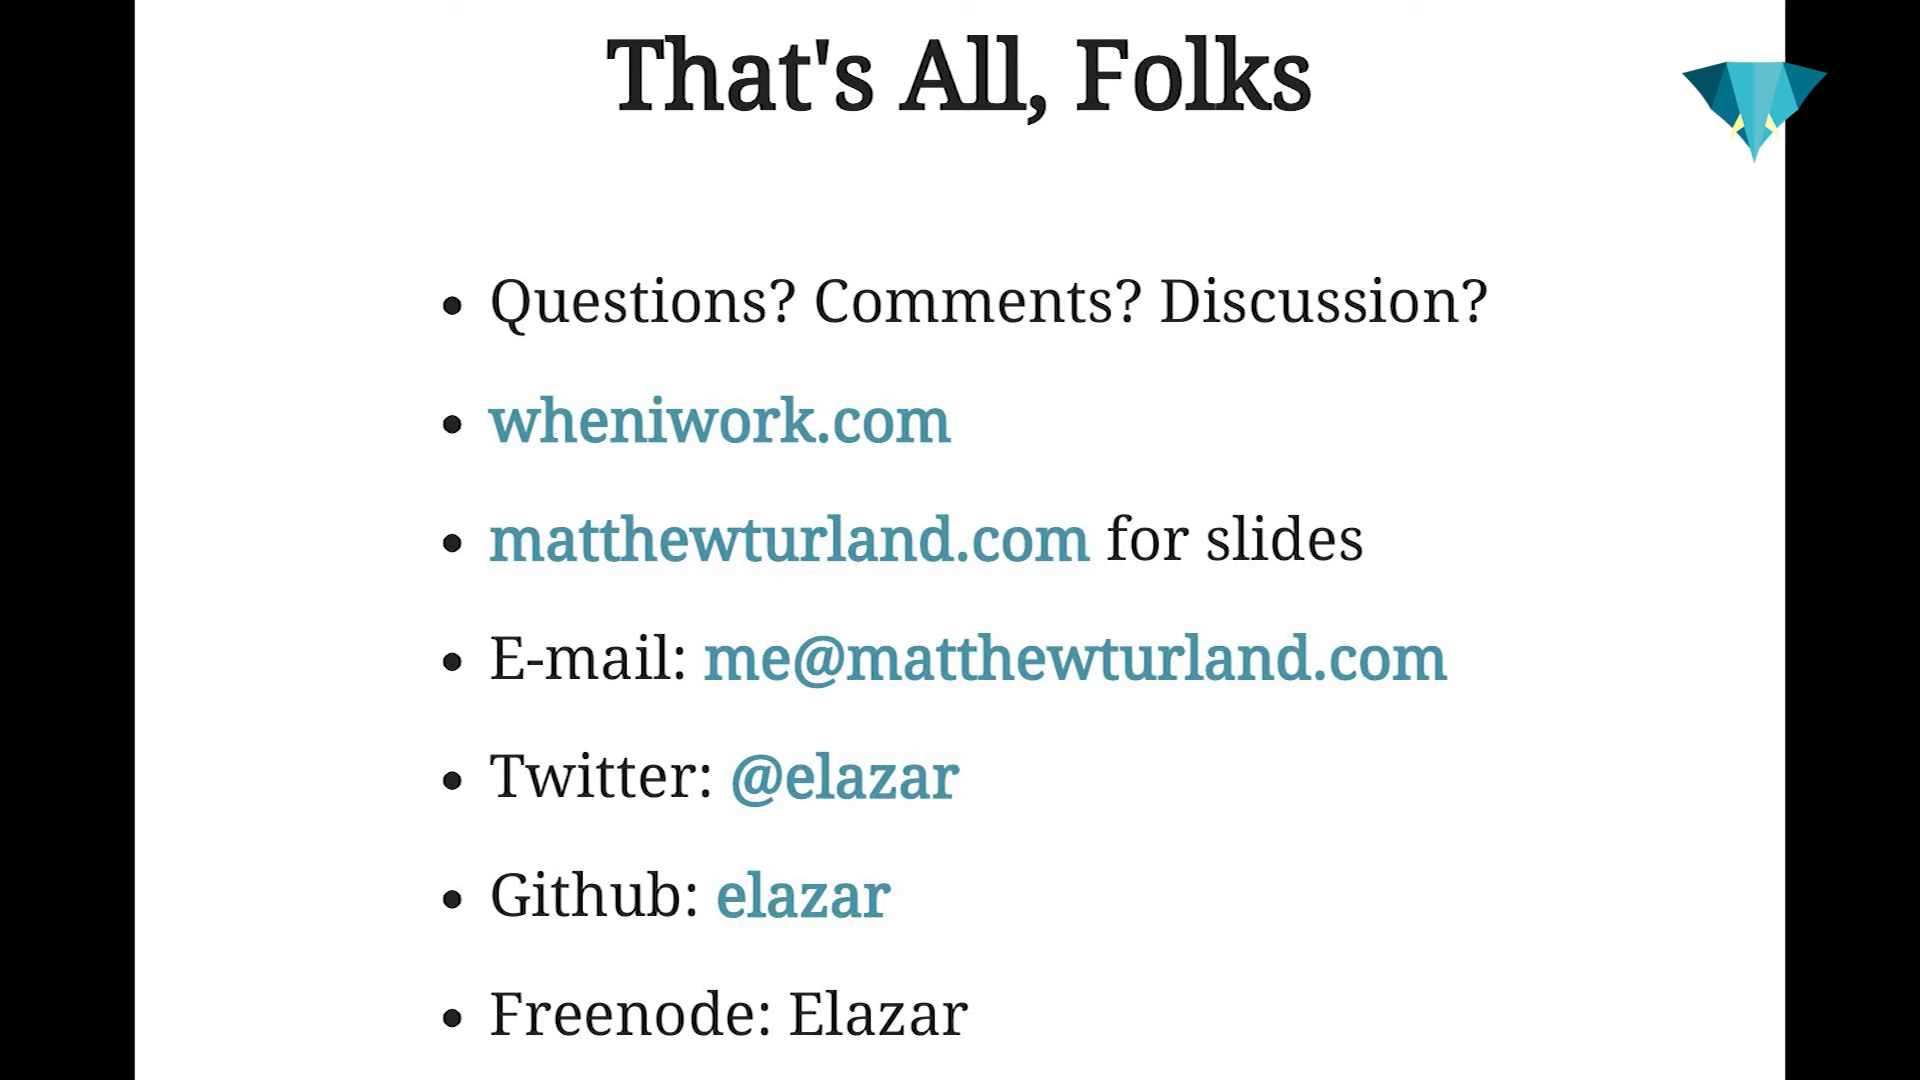 That's All, Folks
• Questions? Comments? Discussion?
• wheniwork.com
• matthewturland.com for slides
• E-mail: me@matthewturland.com
• Twitter: @elazar
• Github: elazar
• Freenode: Elazar